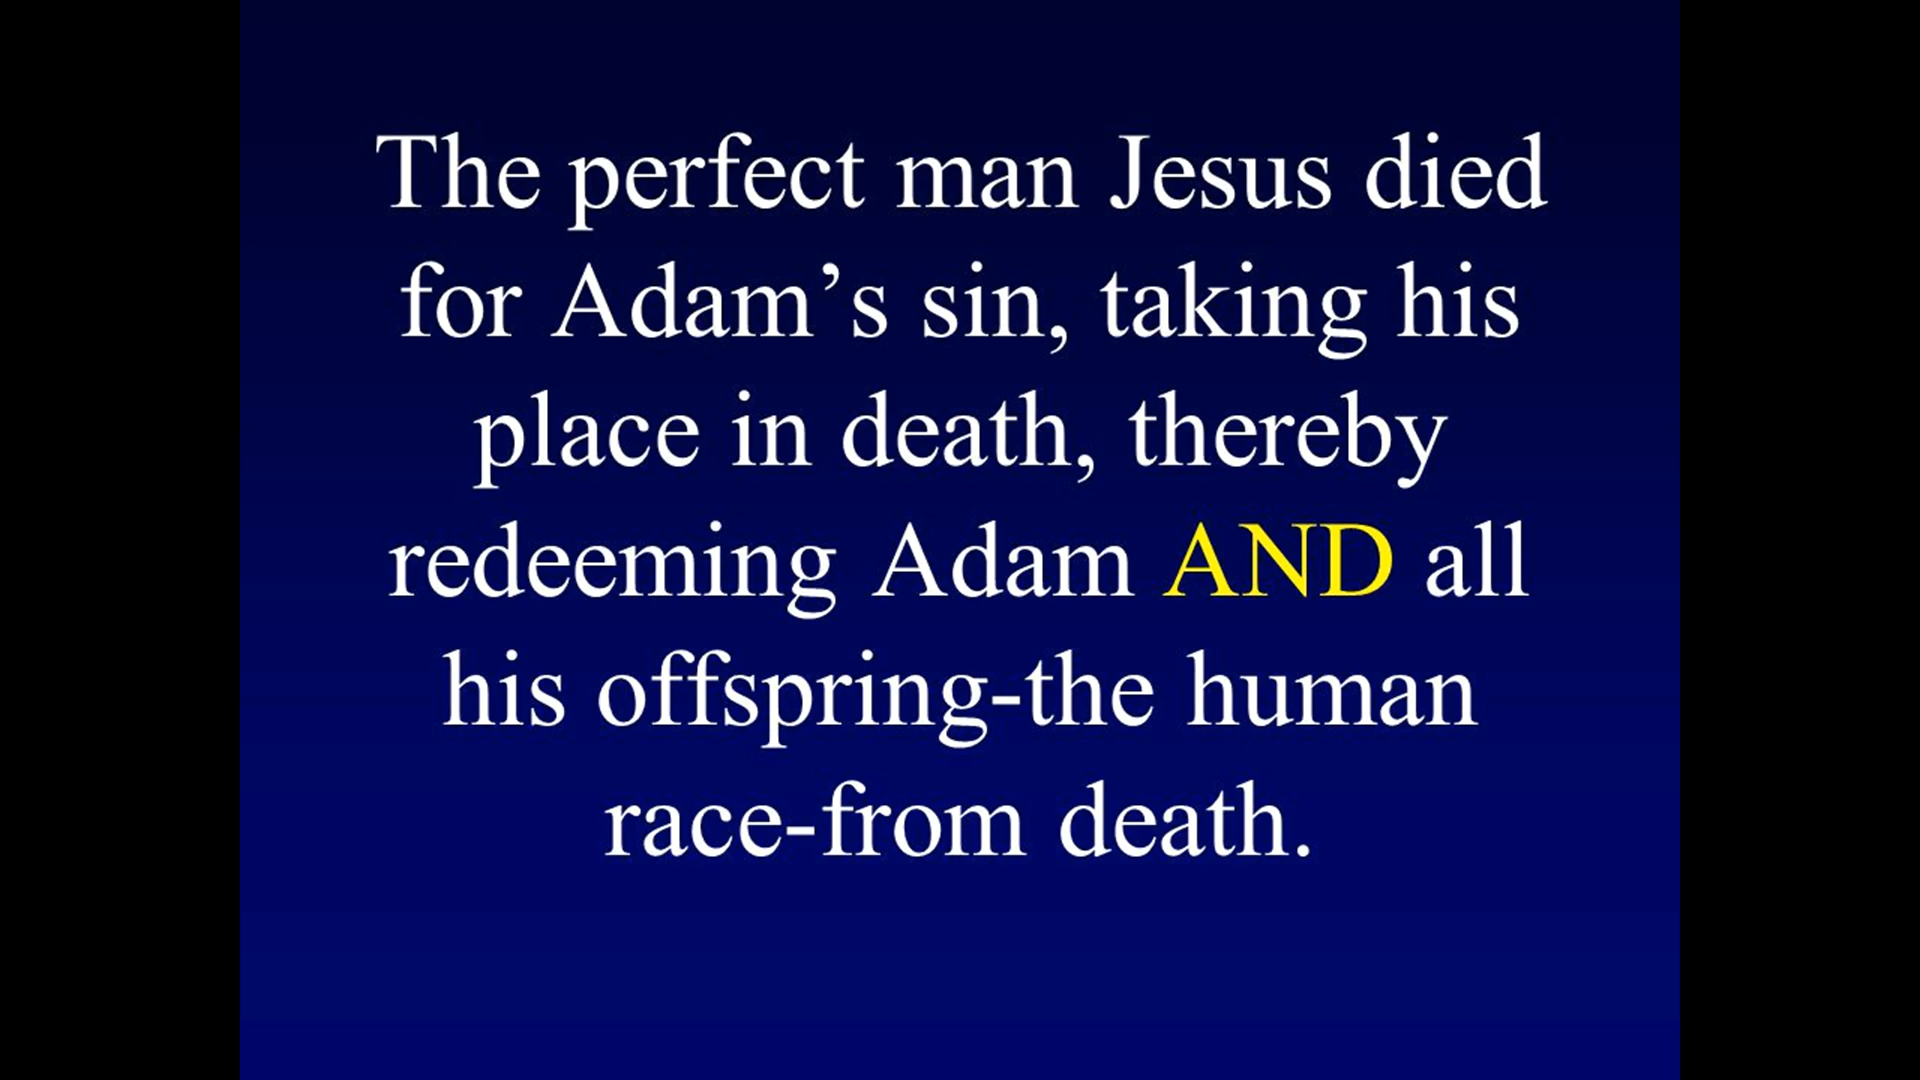 The perfect man Jesus died
for Adam’s sin, taking his
place in death, thereby
redeeming Adam AND all
his offspring-the human
race-from death.